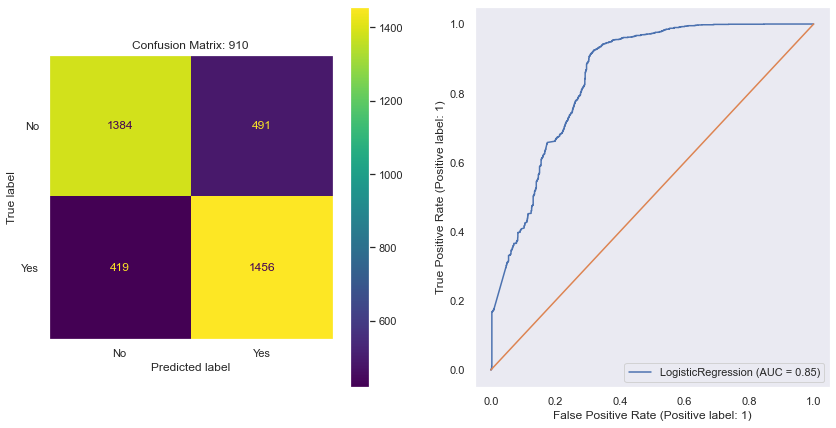 Confusion Matrix: 910
No
Yes
True label
1384
491
419
1456
No
Yes
Predicted label
1400
1200
1000
800
600
1.0
0.8
0.6
0.4
0.2
0.0
True Positive Rate (Positive label: 1)
LogisticRegression (AUC = 0.85)
0.0
0.2
0.4
0.6
0.8
1.0
False Positive Rate (Positive label: 1)